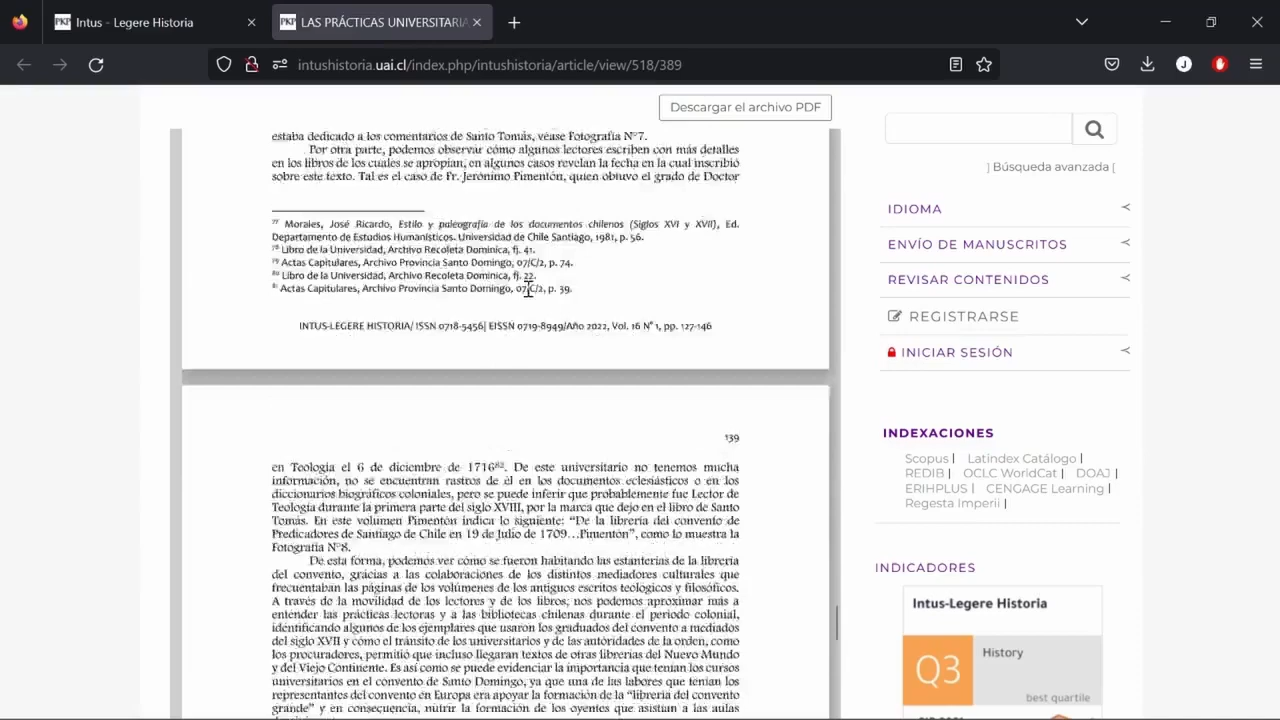 Intus - Legere Historia
LAS PRÁCTICAS UNIVERSITARIA
intushistoria.uai.cl/index.php/intushistoria/article/view/518/389
Descargar el archivo PDF
estaba dedicado a los comentarios de Santo Tomás, véase Fotografía N°7.
Por otra parte, podemos observar cómo algunos lectores escriben con más detalles
en los libros de los cuales se apropian, en algunos casos revelan la fecha en la cual inscribió
sobre este texto. Tal es el caso de Fr. Jerónimo Pimentón, quien obtuvo el grado de Doctor
77 Morales, José Ricardo, Estilo y paleografía de los documentos chilenos (Siglos XVI y XVII), Ed.
Departamento de Estudios Humanísticos. Universidad de Chile Santiago, 1981, p. 56.
78 Libro de la Universidad, Archivo Recoleta Dominica, fj. 41.
79 Actas Capitulares, Archivo Provincia Santo Domingo, 07/C/2, p. 74.
80 Libro de la Universidad, Archivo Recoleta Dominica, fj. 22.
81 Actas Capitulares, Archivo Provincia Santo Domingo, 07/C/2, p. 39.
INTUS-LEGERE HISTORIA/ ISSN 0718-5456| EISSN 0719-8949/Año 2022, Vol. 16 N° 1, pp. 127-146
139
en Teología el 6 de diciembre de 1716⁸². De este universitario no tenemos mucha
información, no se encuentran rastros de él en los documentos eclesiásticos o en los
diccionarios biográficos coloniales, pero se puede inferir que probablemente fue Lector de
Teología durante la primera parte del siglo XVIII, por la marca que dejo en el libro de Santo
Tomás. En este volumen Pimentón indica lo siguiente: “De la librería del convento de
Predicadores de Santiago de Chile en 19 de Julio de 1709...Pimentón”, como lo muestra la
Fotografía N°8.
De esta forma, podemos ver cómo se fueron habitando las estanterías de la librería
del convento, gracias a las colaboraciones de los distintos mediadores culturales que
frecuentaban las páginas de los volúmenes de los antiguos escritos teológicos y filosóficos.
A través de la movilidad de los lectores y de los libros; nos podemos aproximar más a
entender las prácticas lectoras y a las bibliotecas chilenas durante el período colonial,
identificando algunos de los ejemplares que usaron los graduados del convento a mediados
del siglo XVII y cómo el tránsito de los universitarios y de las autoridades de la orden, como
los procuradores, permitió que incluso llegaran textos de otras librerías del Nuevo Mundo
y del Viejo Continente. Es así como se puede evidenciar la importancia que tenían los cursos
universitarios en el convento de Santo Domingo, ya que una de las labores que tenían los
representantes del convento en Europa era apoyar la formación de la “librería del convento
grande” y en consecuencia, nutrir la formación de los oyentes que asistían a las aulas
] Búsqueda avanzada [
IDIOMA
ENVÍO DE MANUSCRITOS
REVISAR CONTENIDOS
REGISTRARSE
INICIAR SESIÓN
INDEXACIONES
Scopus | Latindex Catálogo |
REDIB | OCLC WorldCat | DOAJ |
ERIHPLUS | CENGAGE Learning |
Regesta Imperii |
INDICADORES
Intus-Legere Historia
Q3
History
best quartile